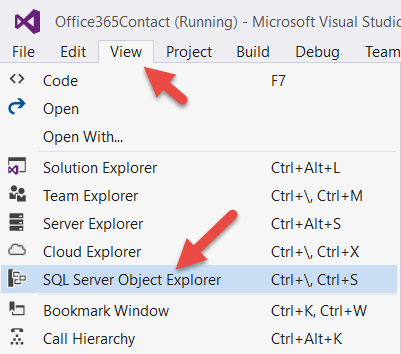 Office365Contact (Running) - Microsoft Visual Studio
File Edit View Project Build Debug Team
Code F7
Open
Open With...
Solution Explorer Ctrl+Alt+L
Team Explorer Ctrl+\, Ctrl+M
Server Explorer Ctrl+Alt+S
Cloud Explorer Ctrl+\, Ctrl+X
SQL Server Object Explorer Ctrl+\, Ctrl+S
Bookmark Window Ctrl+K, Ctrl+W
Call Hierarchy Ctrl+Alt+K